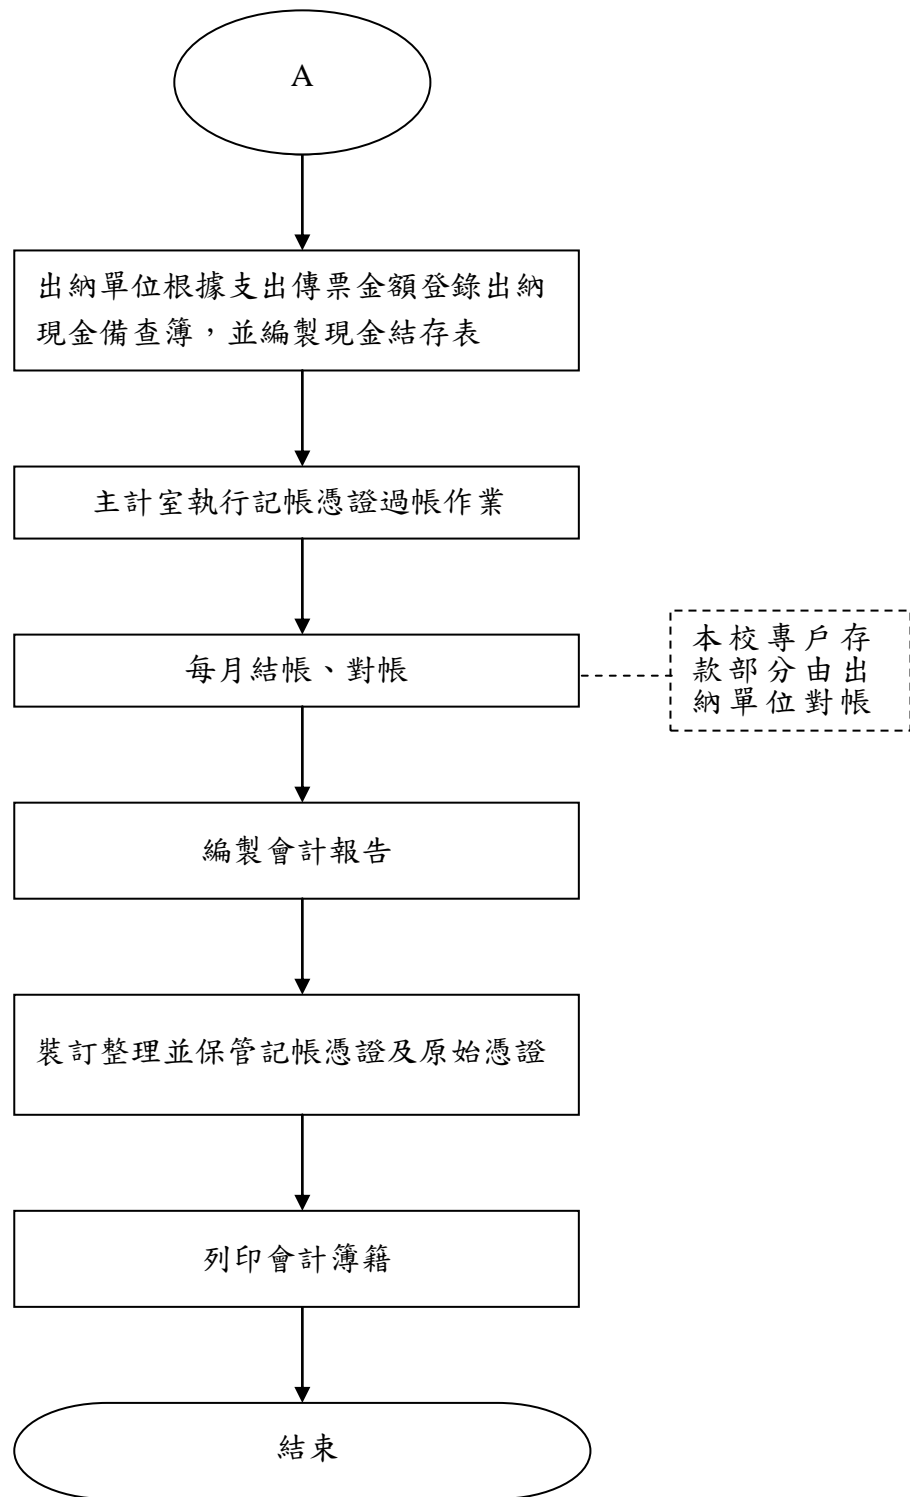 A
出納單位根據支出傳票金額登錄出納
現金備查簿，並編製現金結存表
主計室執行記帳憑證過帳作業
每月結帳、對帳
本校專戶存
款部分由出
納單位對帳
編製會計報告
裝訂整理並保管記帳憑證及原始憑證
列印會計簿籍
結束